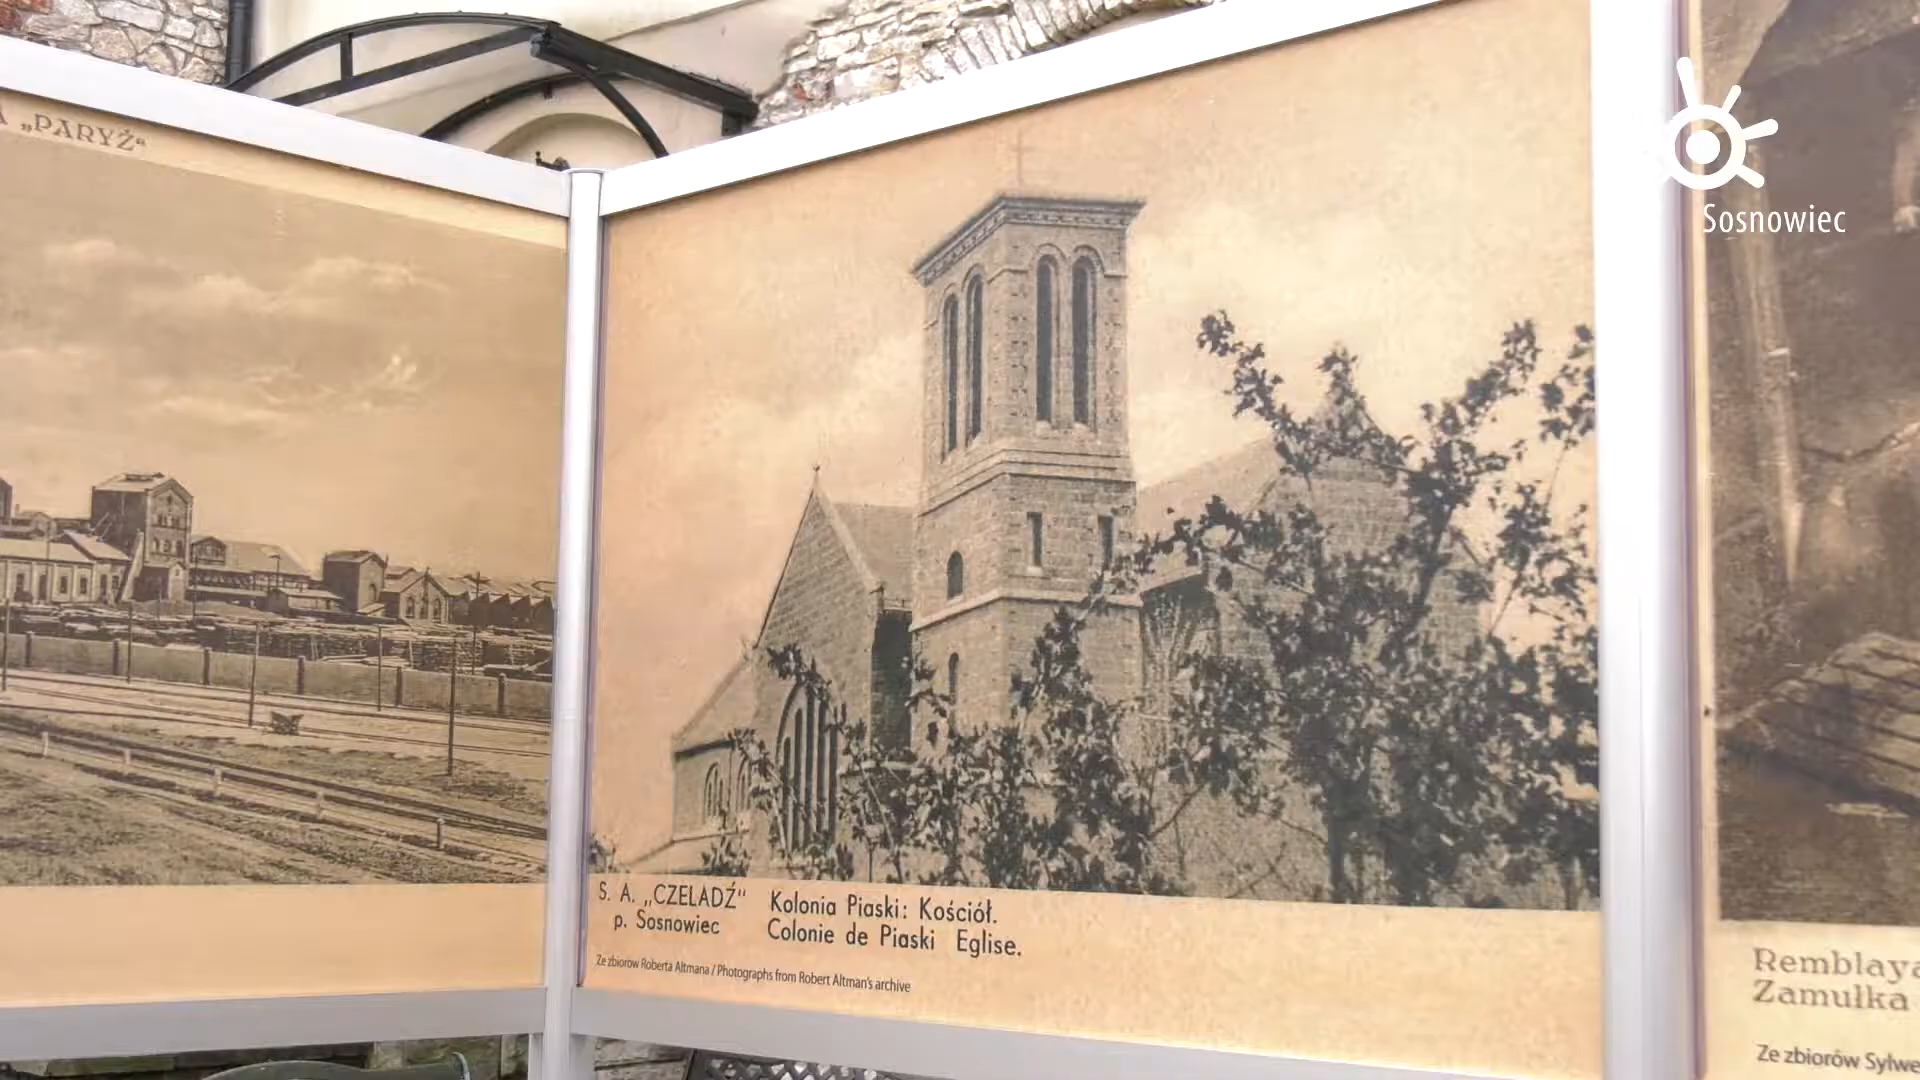 „PARYŻ“
Sosnowiec
S. A. „CZELADŹ“ Kolonia Piaski: Kościół.
p. Sosnowiec Colonie de Piaski Eglise.
Ze zbiorów Roberta Altmana / Photographs from Robert Altman's archive
Zamułka
Ze zbiorów